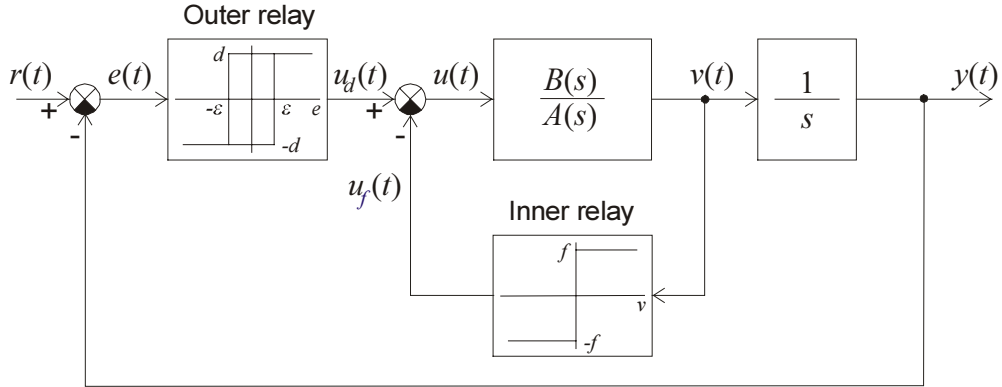 Outer relay
r(t)
e(t)
d
-ε
ε
e
-d
u_d(t)
u(t)
B(s)
A(s)
v(t)
1
s
y(t)
+
-
+
-
u_f(t)
Inner relay
f
v
-f